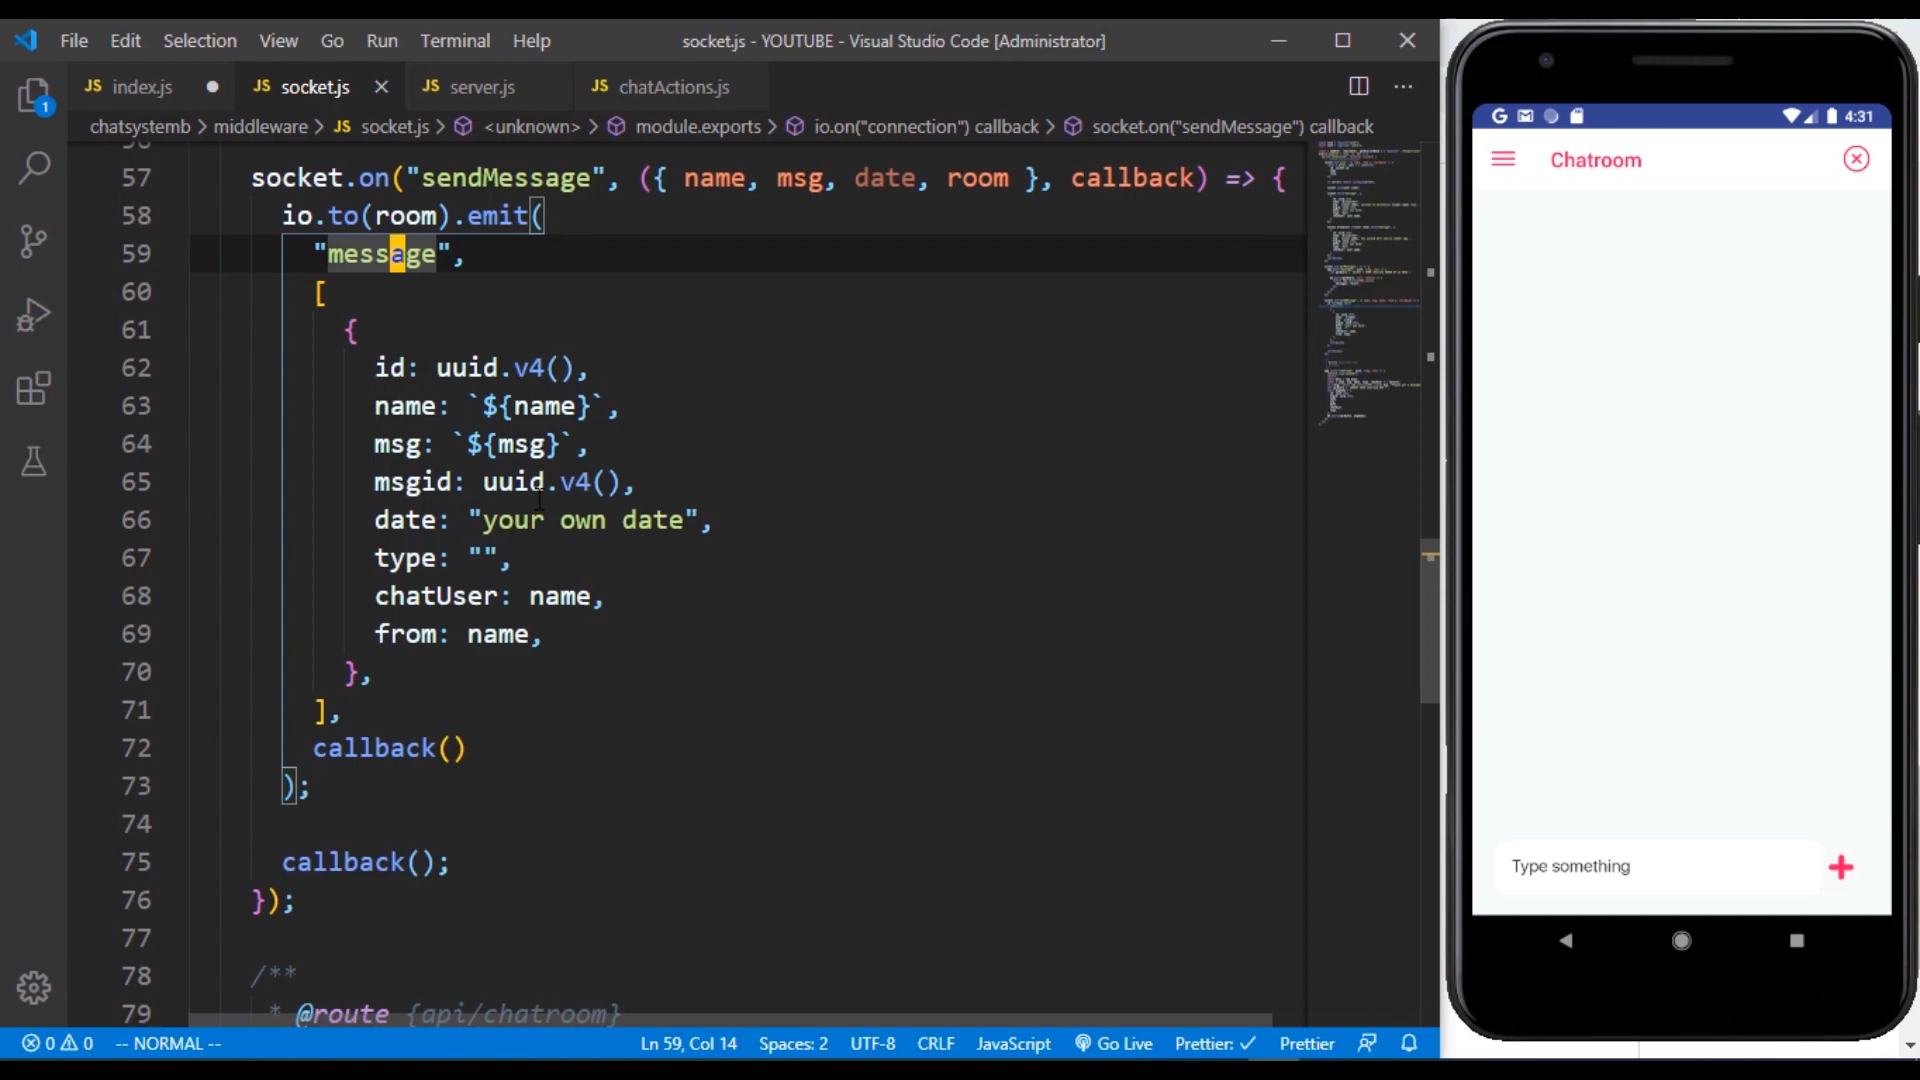 File Edit Selection View Go Run Terminal Help
socket.js - YOUTUBE - Visual Studio Code [Administrator]
JS index.js
JS socket.js
JS server.js
JS chatActions.js
chatsystemb > middleware > JS socket.js > <unknown> > module.exports > io.on("connection") callback > socket.on("sendMessage") callback
57 socket.on("sendMessage", ({ name, msg, date, room }, callback) => {
58 io.to(room).emit(
59 "message",
60 [
61 {
62 id: uuid.v4(),
63 name: `${name}`,
64 msg: `${msg}`,
65 msgid: uuid.v4(),
66 date: "your own date",
67 type: "",
68 chatUser: name,
69 from: name,
70 },
71 ],
72 callback()
73 );
74
75 callback();
76 });
77
78 /**
79 * @route {api/chatroom}
1
0 0 -- NORMAL --
Ln 59, Col 14 Spaces: 2 UTF-8 CRLF JavaScript Go Live Prettier: ✓ Prettier
G 4:31
Chatroom
Type something